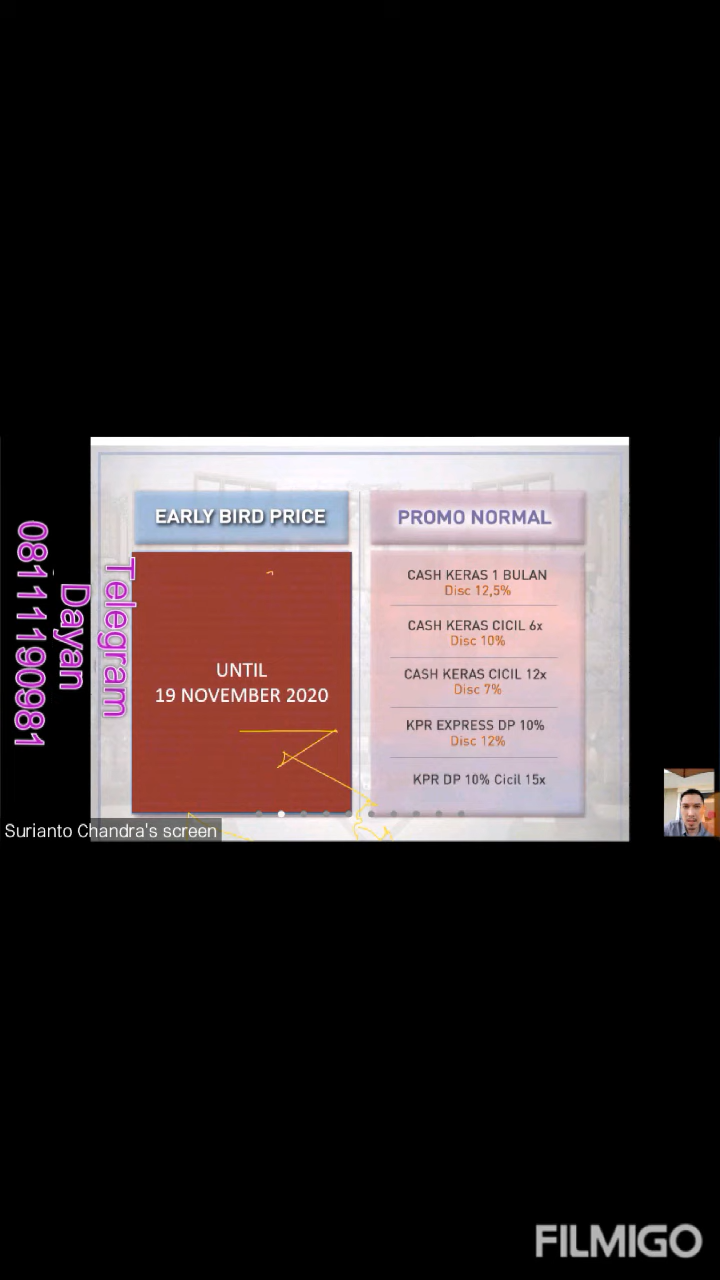 EARLY BIRD PRICE
UNTIL
19 NOVEMBER 2020
PROMO NORMAL
CASH KERAS 1 BULAN
Disc 12,5%
CASH KERAS CICIL 6x
Disc 10%
CASH KERAS CICIL 12x
Disc 7%
KPR EXPRESS DP 10%
Disc 12%
KPR DP 10% Cicil 15x
Telegram
Dayan
08111190981
Surianto Chandra's screen
FILMIGO